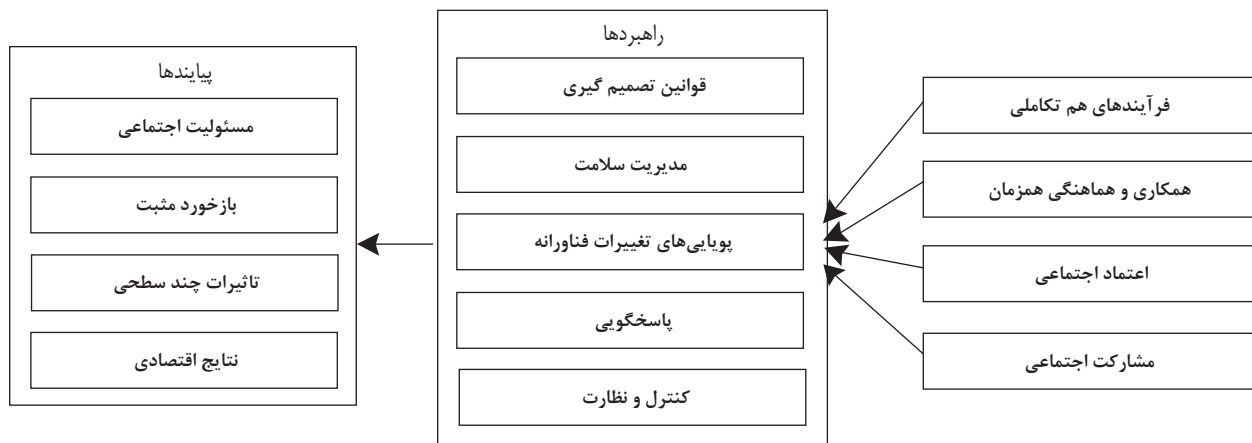 فرآیندهای هم تکاملی
همکاری و هماهنگی همزمان
اعتماد اجتماعی
مشارکت اجتماعی
راهبردها
قوانین تصمیم گیری
مدیریت سلامت
پویایی‌های تغییرات فناورانه
پاسخگویی
کنترل و نظارت
پیایندها
مسئولیت اجتماعی
بازخورد مثبت
تاثیرات چند سطحی
نتایج اقتصادی